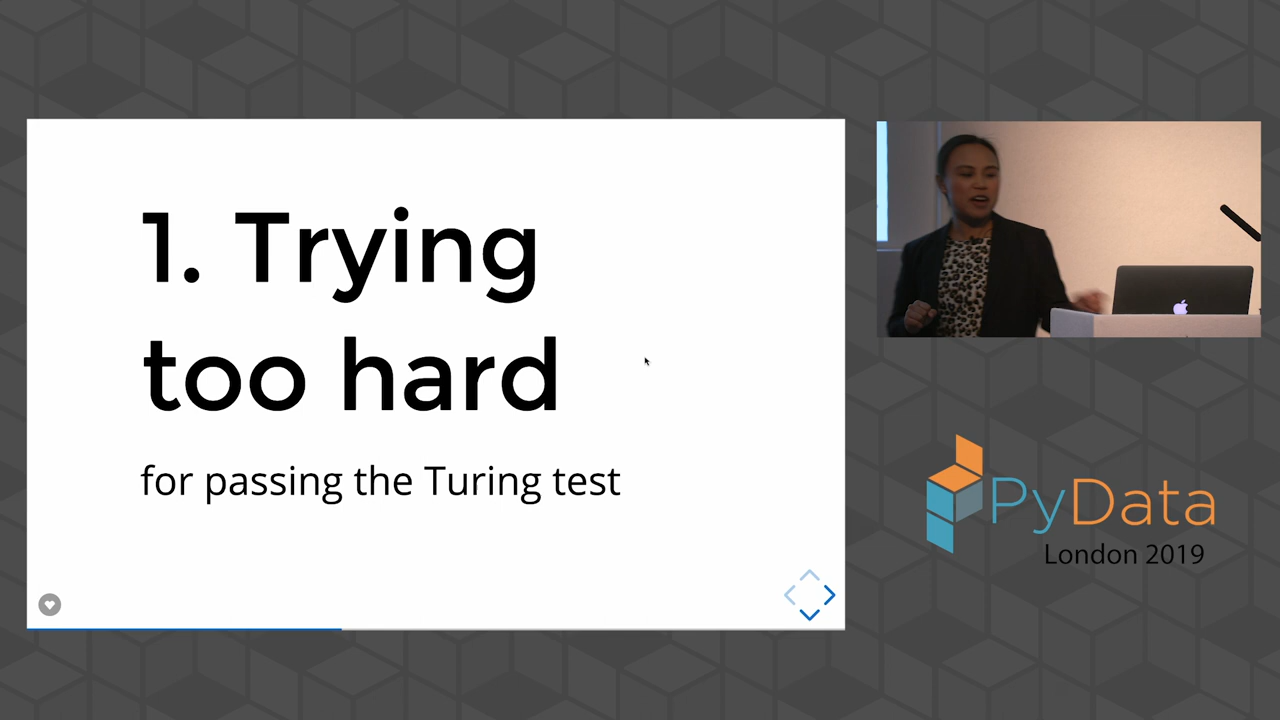 1. Trying
too hard
for passing the Turing test
PyData
London 2019